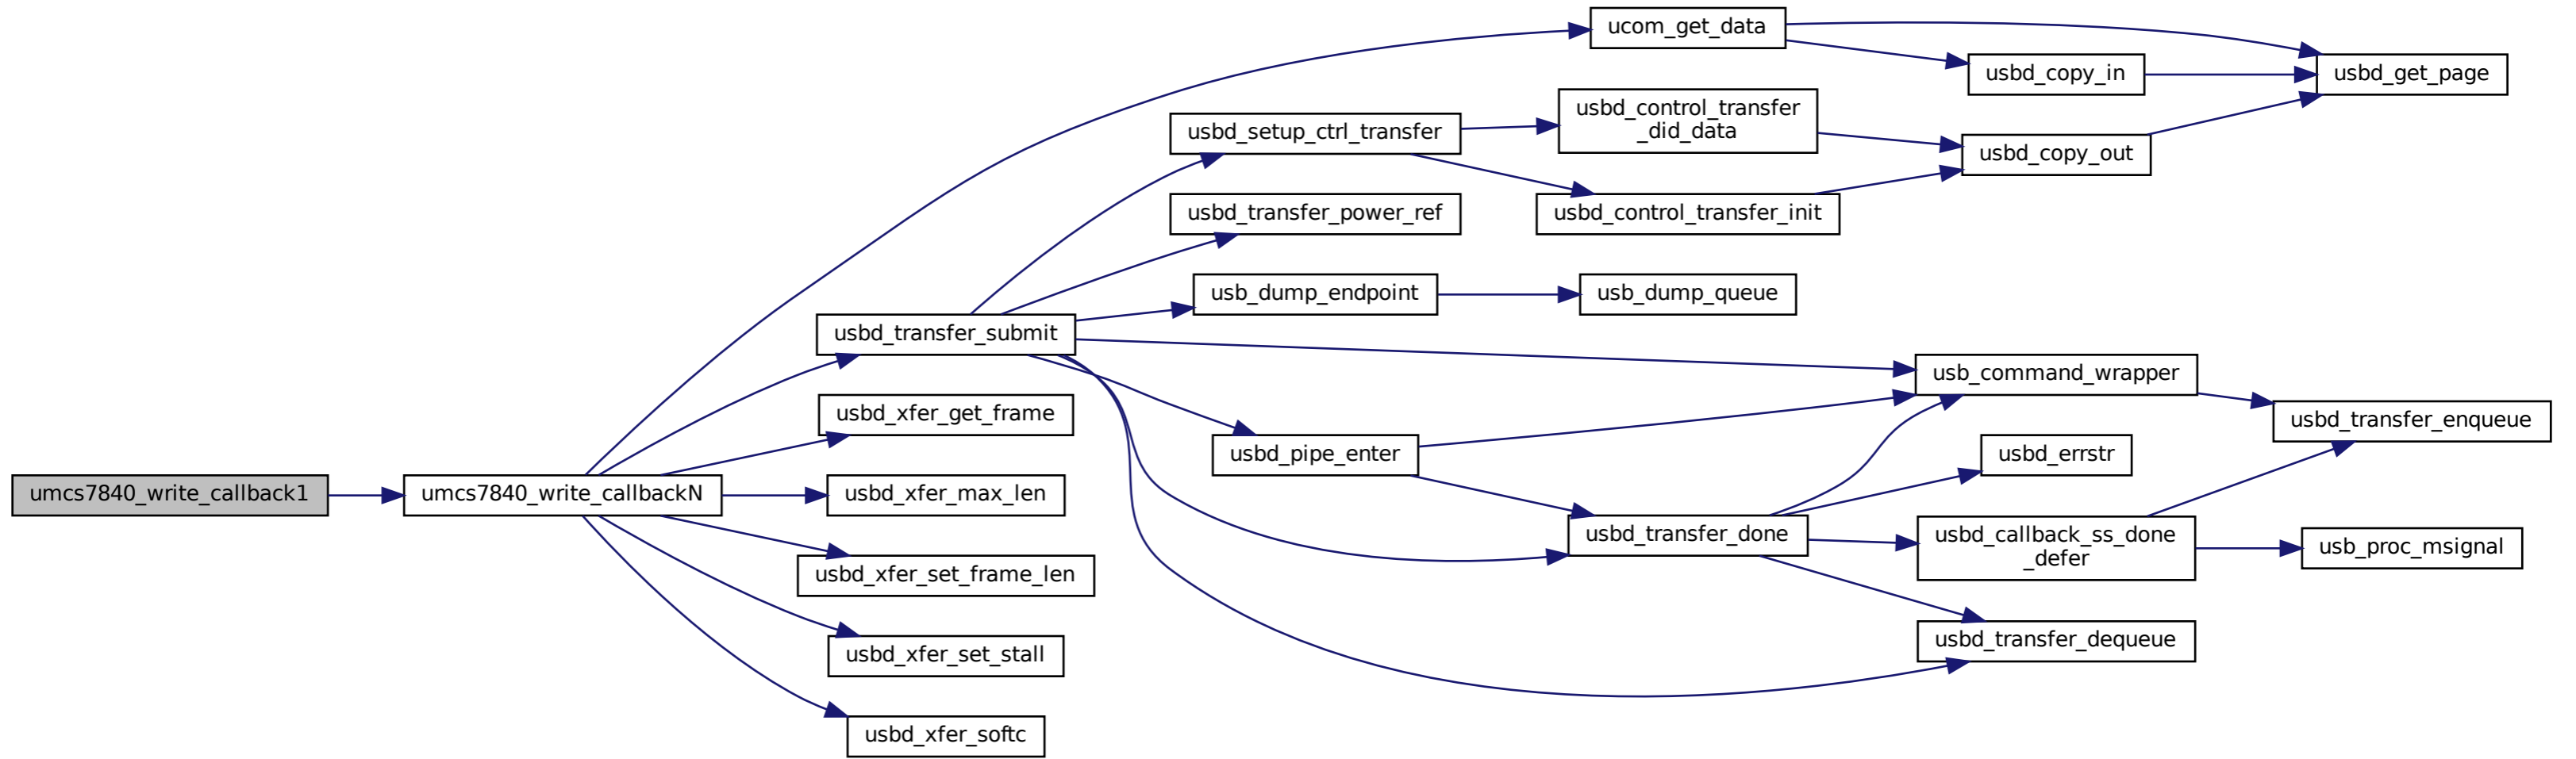 umcs7840_write_callback1
umcs7840_write_callbackN
ucom_get_data
usbd_transfer_submit
usbd_xfer_get_frame
usbd_xfer_max_len
usbd_xfer_set_frame_len
usbd_xfer_set_stall
usbd_xfer_softc
usbd_setup_ctrl_transfer
usbd_transfer_power_ref
usb_dump_endpoint
usbd_pipe_enter
usbd_control_transfer
_did_data
usbd_control_transfer_init
usb_dump_queue
usbd_transfer_done
usbd_copy_in
usbd_copy_out
usb_command_wrapper
usbd_errstr
usbd_callback_ss_done
_defer
usbd_transfer_dequeue
usbd_get_page
usbd_transfer_enqueue
usb_proc_msignal